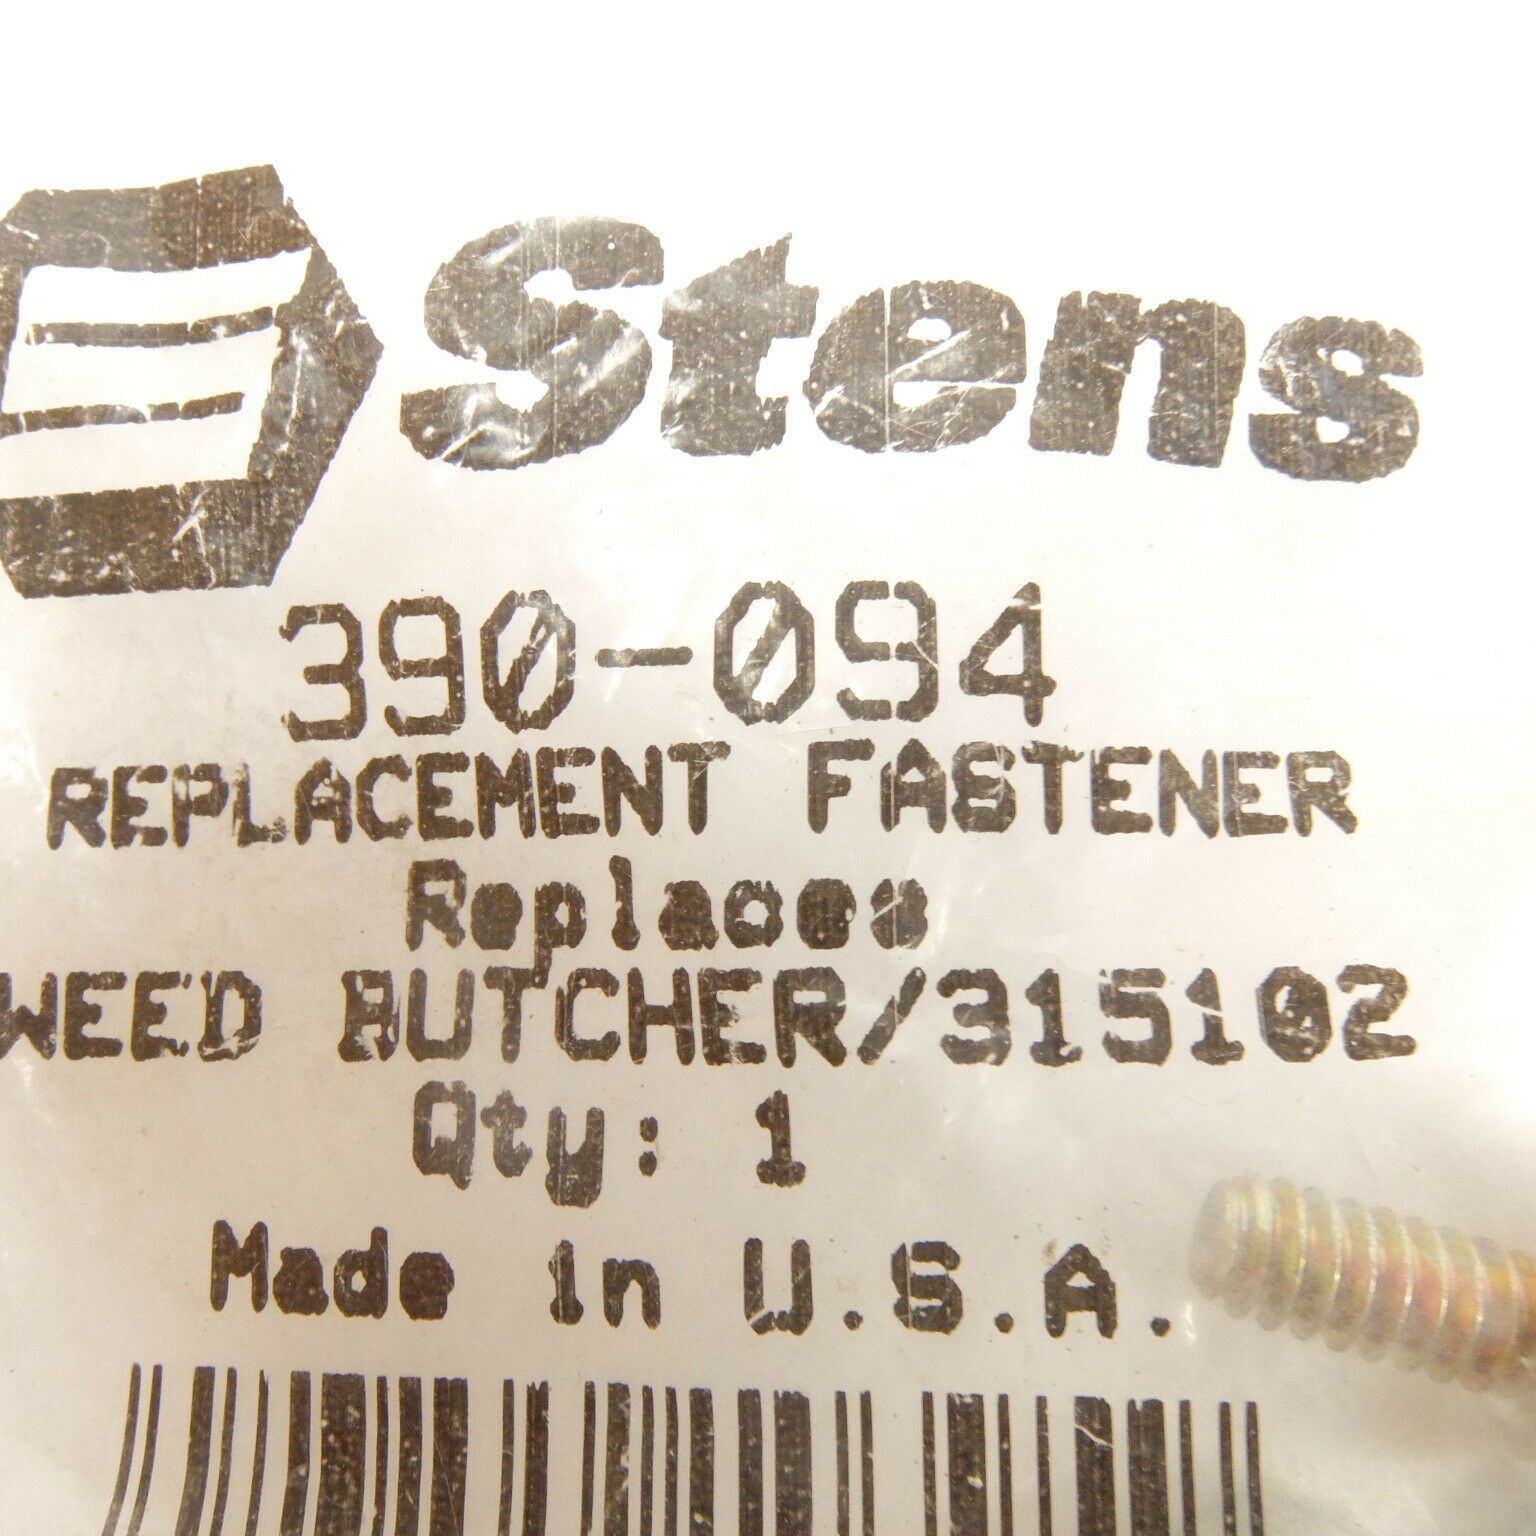 Stens
390-094
REPLACEMENT FASTENER
Replaces
WEED BUTCHER/315102
Qty: 1
Made in U.S.A.